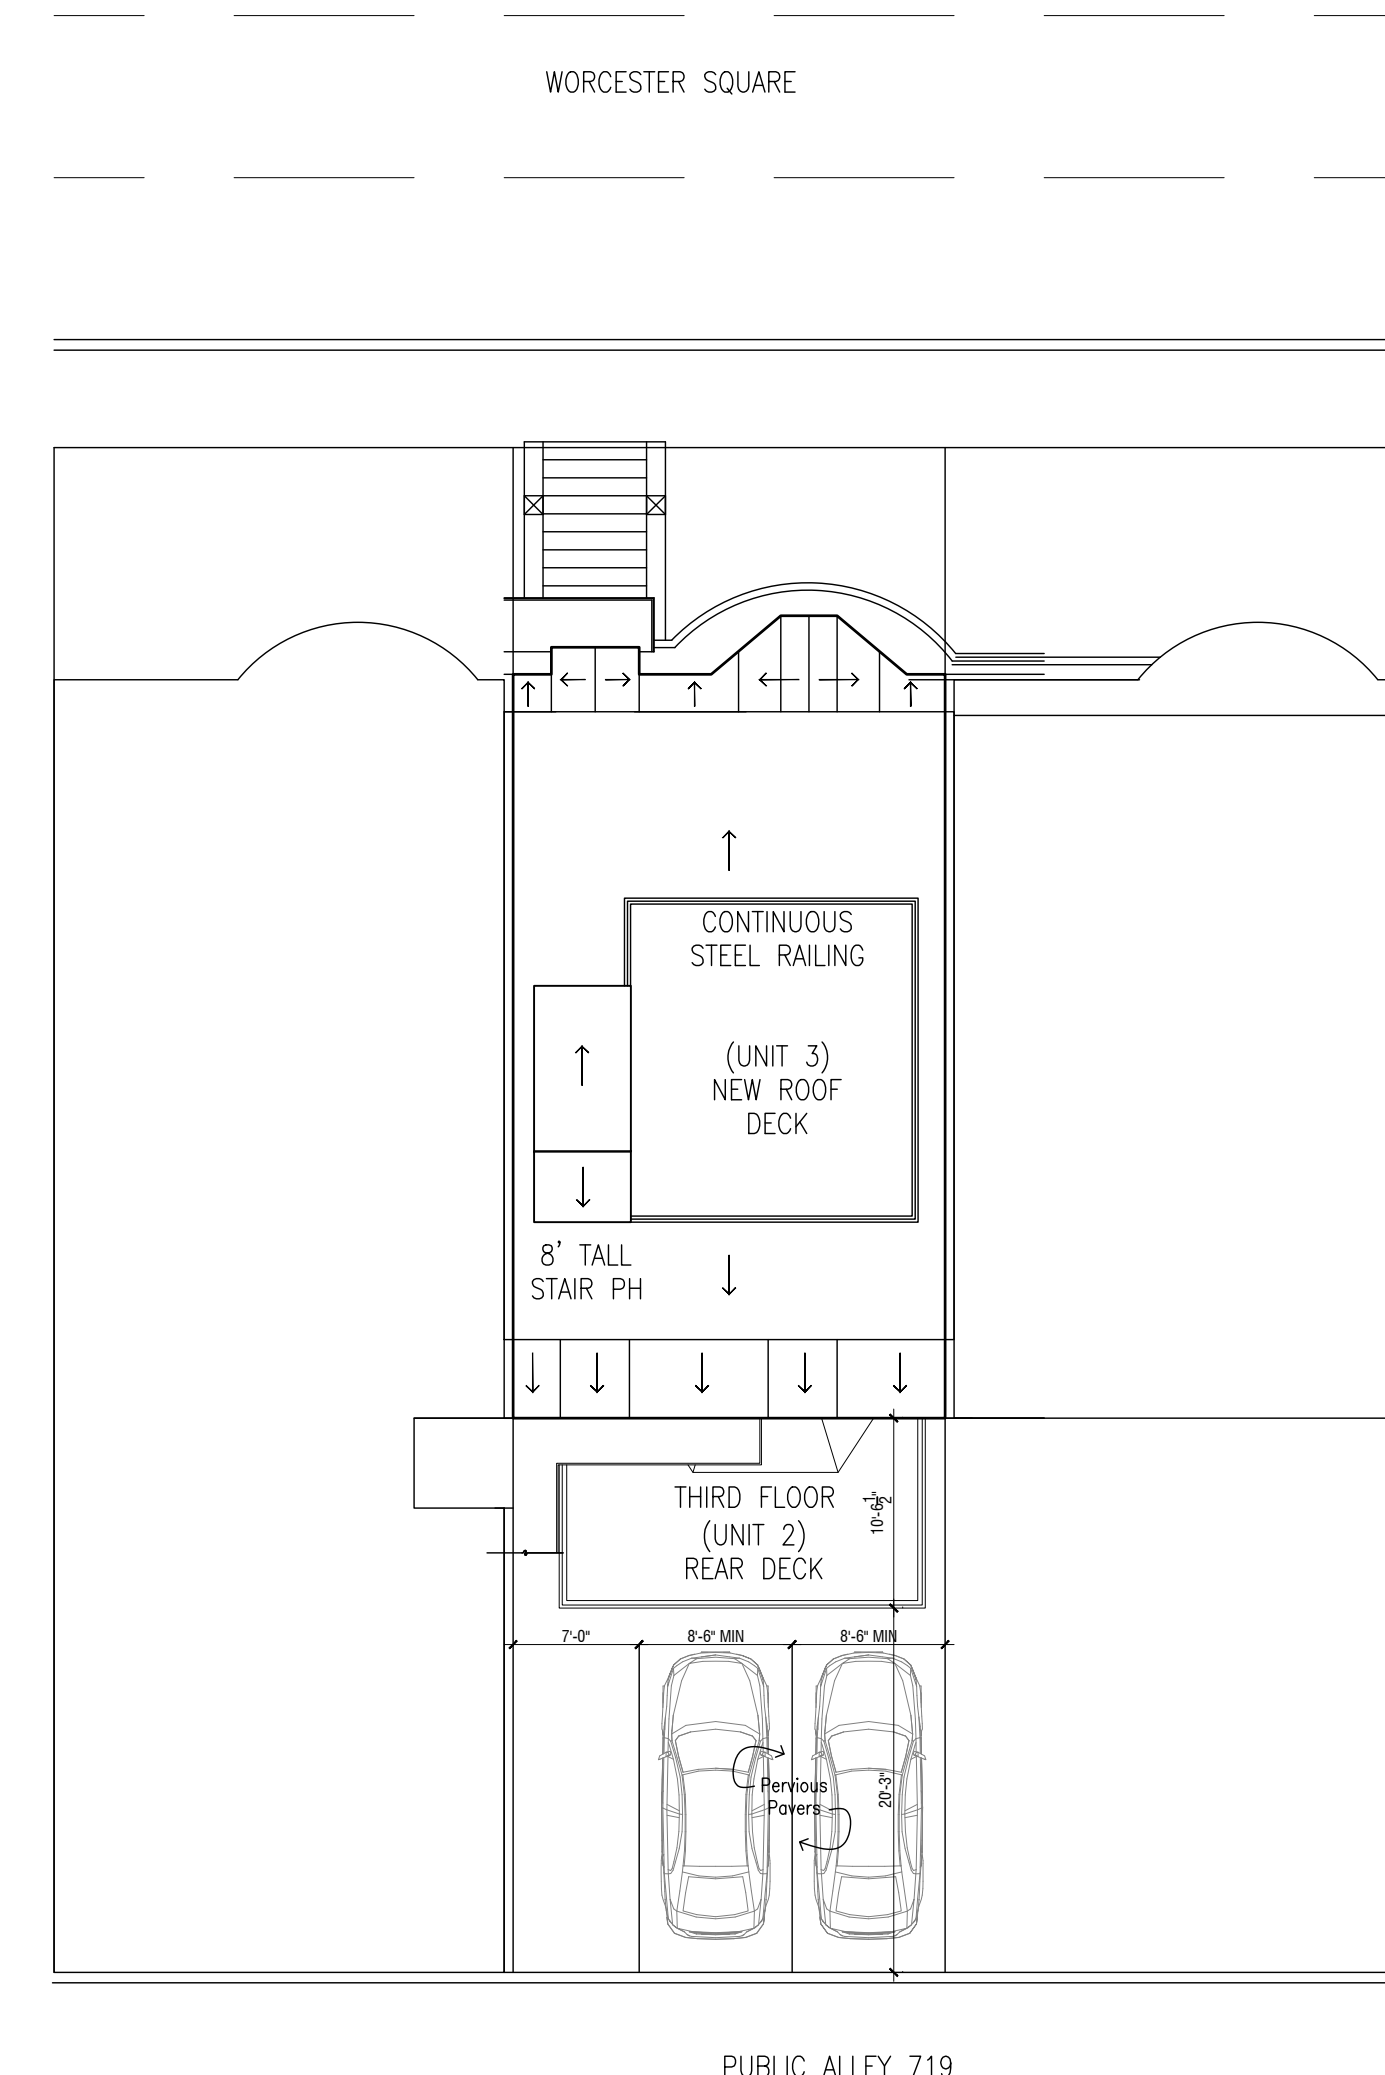 WORCESTER SQUARE
CONTINUOUS
STEEL RAILING
(UNIT 3)
NEW ROOF
DECK
8' TALL
STAIR PH
THIRD FLOOR
(UNIT 2)
REAR DECK
10'-6 1/2"
7'-0"
8'-6" MIN
8'-6" MIN
Pervious
Pavers
20'-3"
PUBLIC ALLEY 719